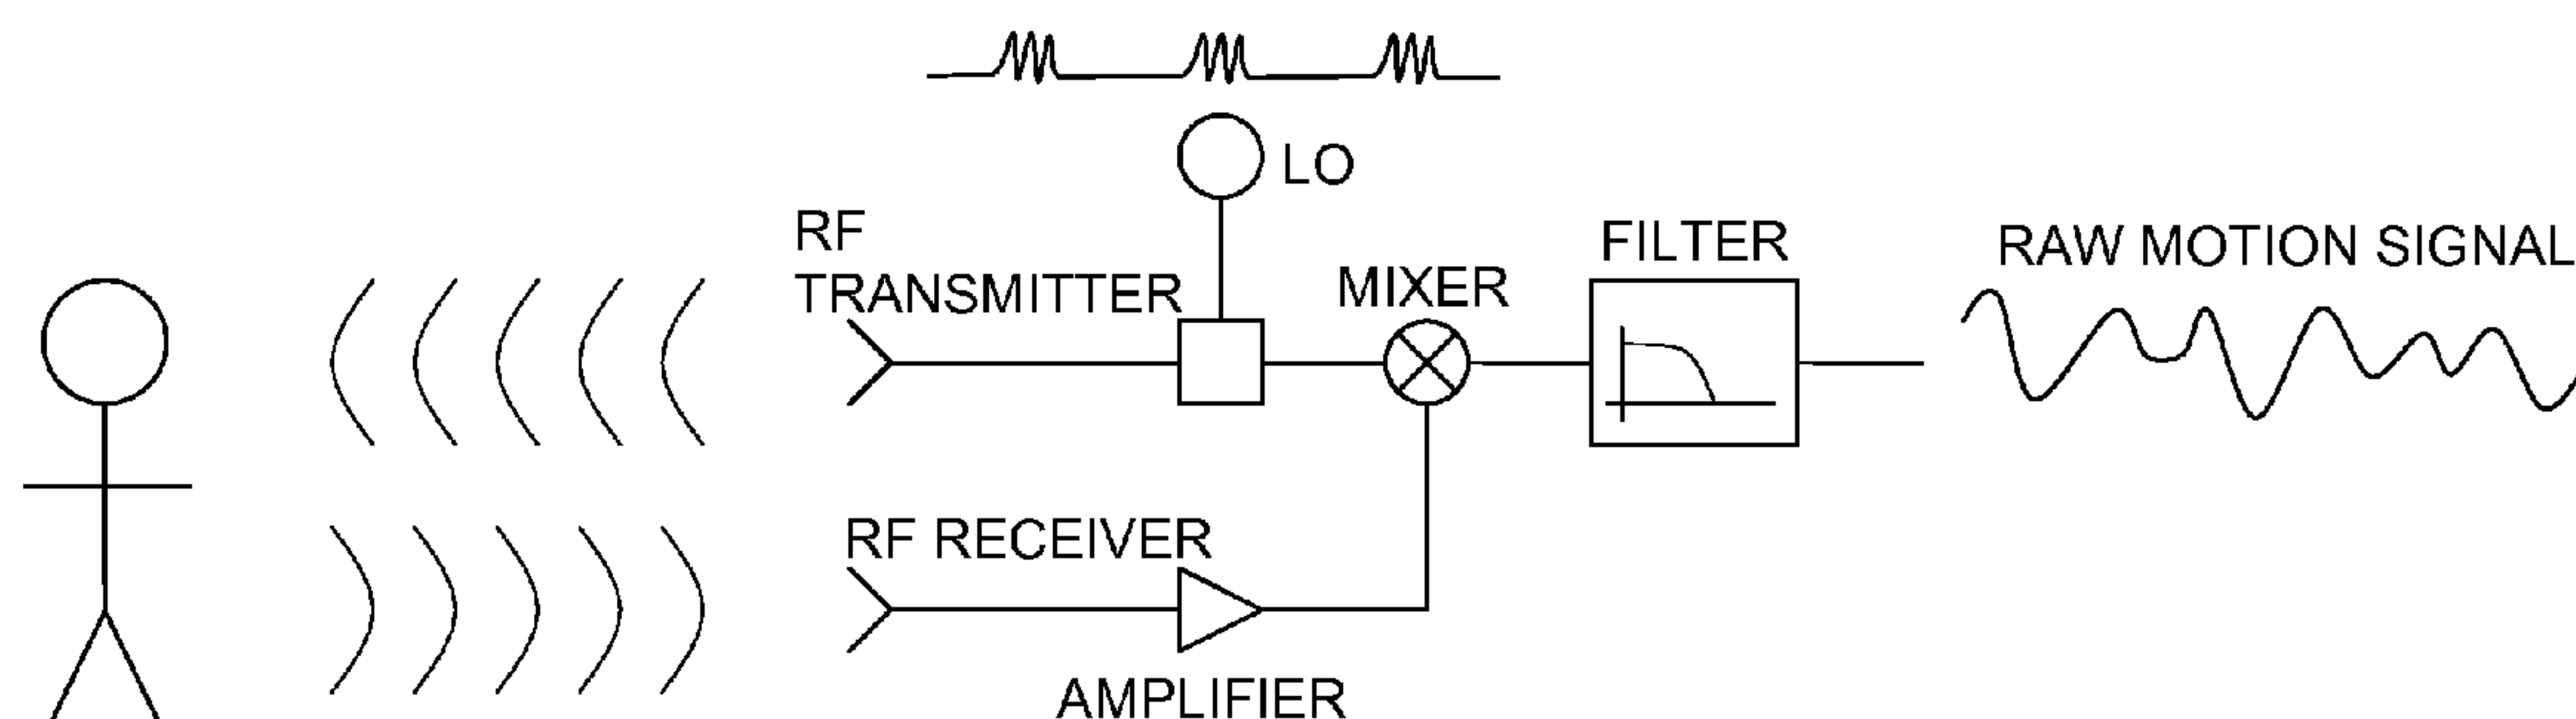 LO
RF
TRANSMITTER
MIXER
FILTER
RAW MOTION SIGNAL
RF RECEIVER
AMPLIFIER